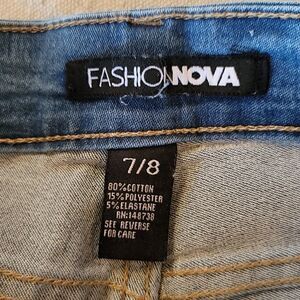 FASHIONNOVA
7/8
80%COTTON
15%POLYESTER
5%ELASTANE
RN:148738
SEE REVERSE
FOR CARE